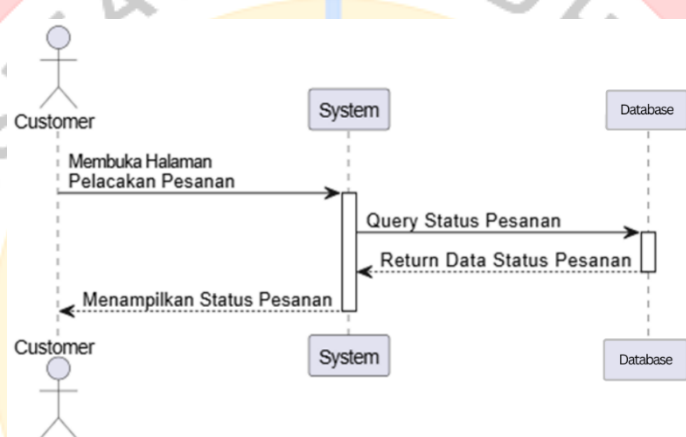 Customer
System
Database
Membuka Halaman
Pelacakan Pesanan
Query Status Pesanan
Return Data Status Pesanan
Menampilkan Status Pesanan
Customer
System
Database